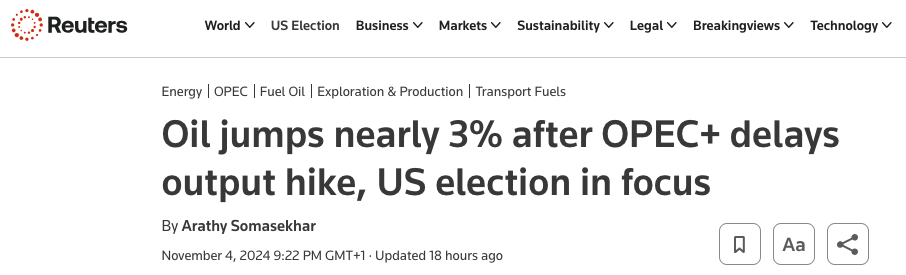 Reuters
World US Election Business Markets Sustainability Legal Breakingviews Technology
Energy | OPEC | Fuel Oil | Exploration & Production | Transport Fuels
Oil jumps nearly 3% after OPEC+ delays
output hike, US election in focus
By Arathy Somasekhar
November 4, 2024 9:22 PM GMT+1 · Updated 18 hours ago
Aa